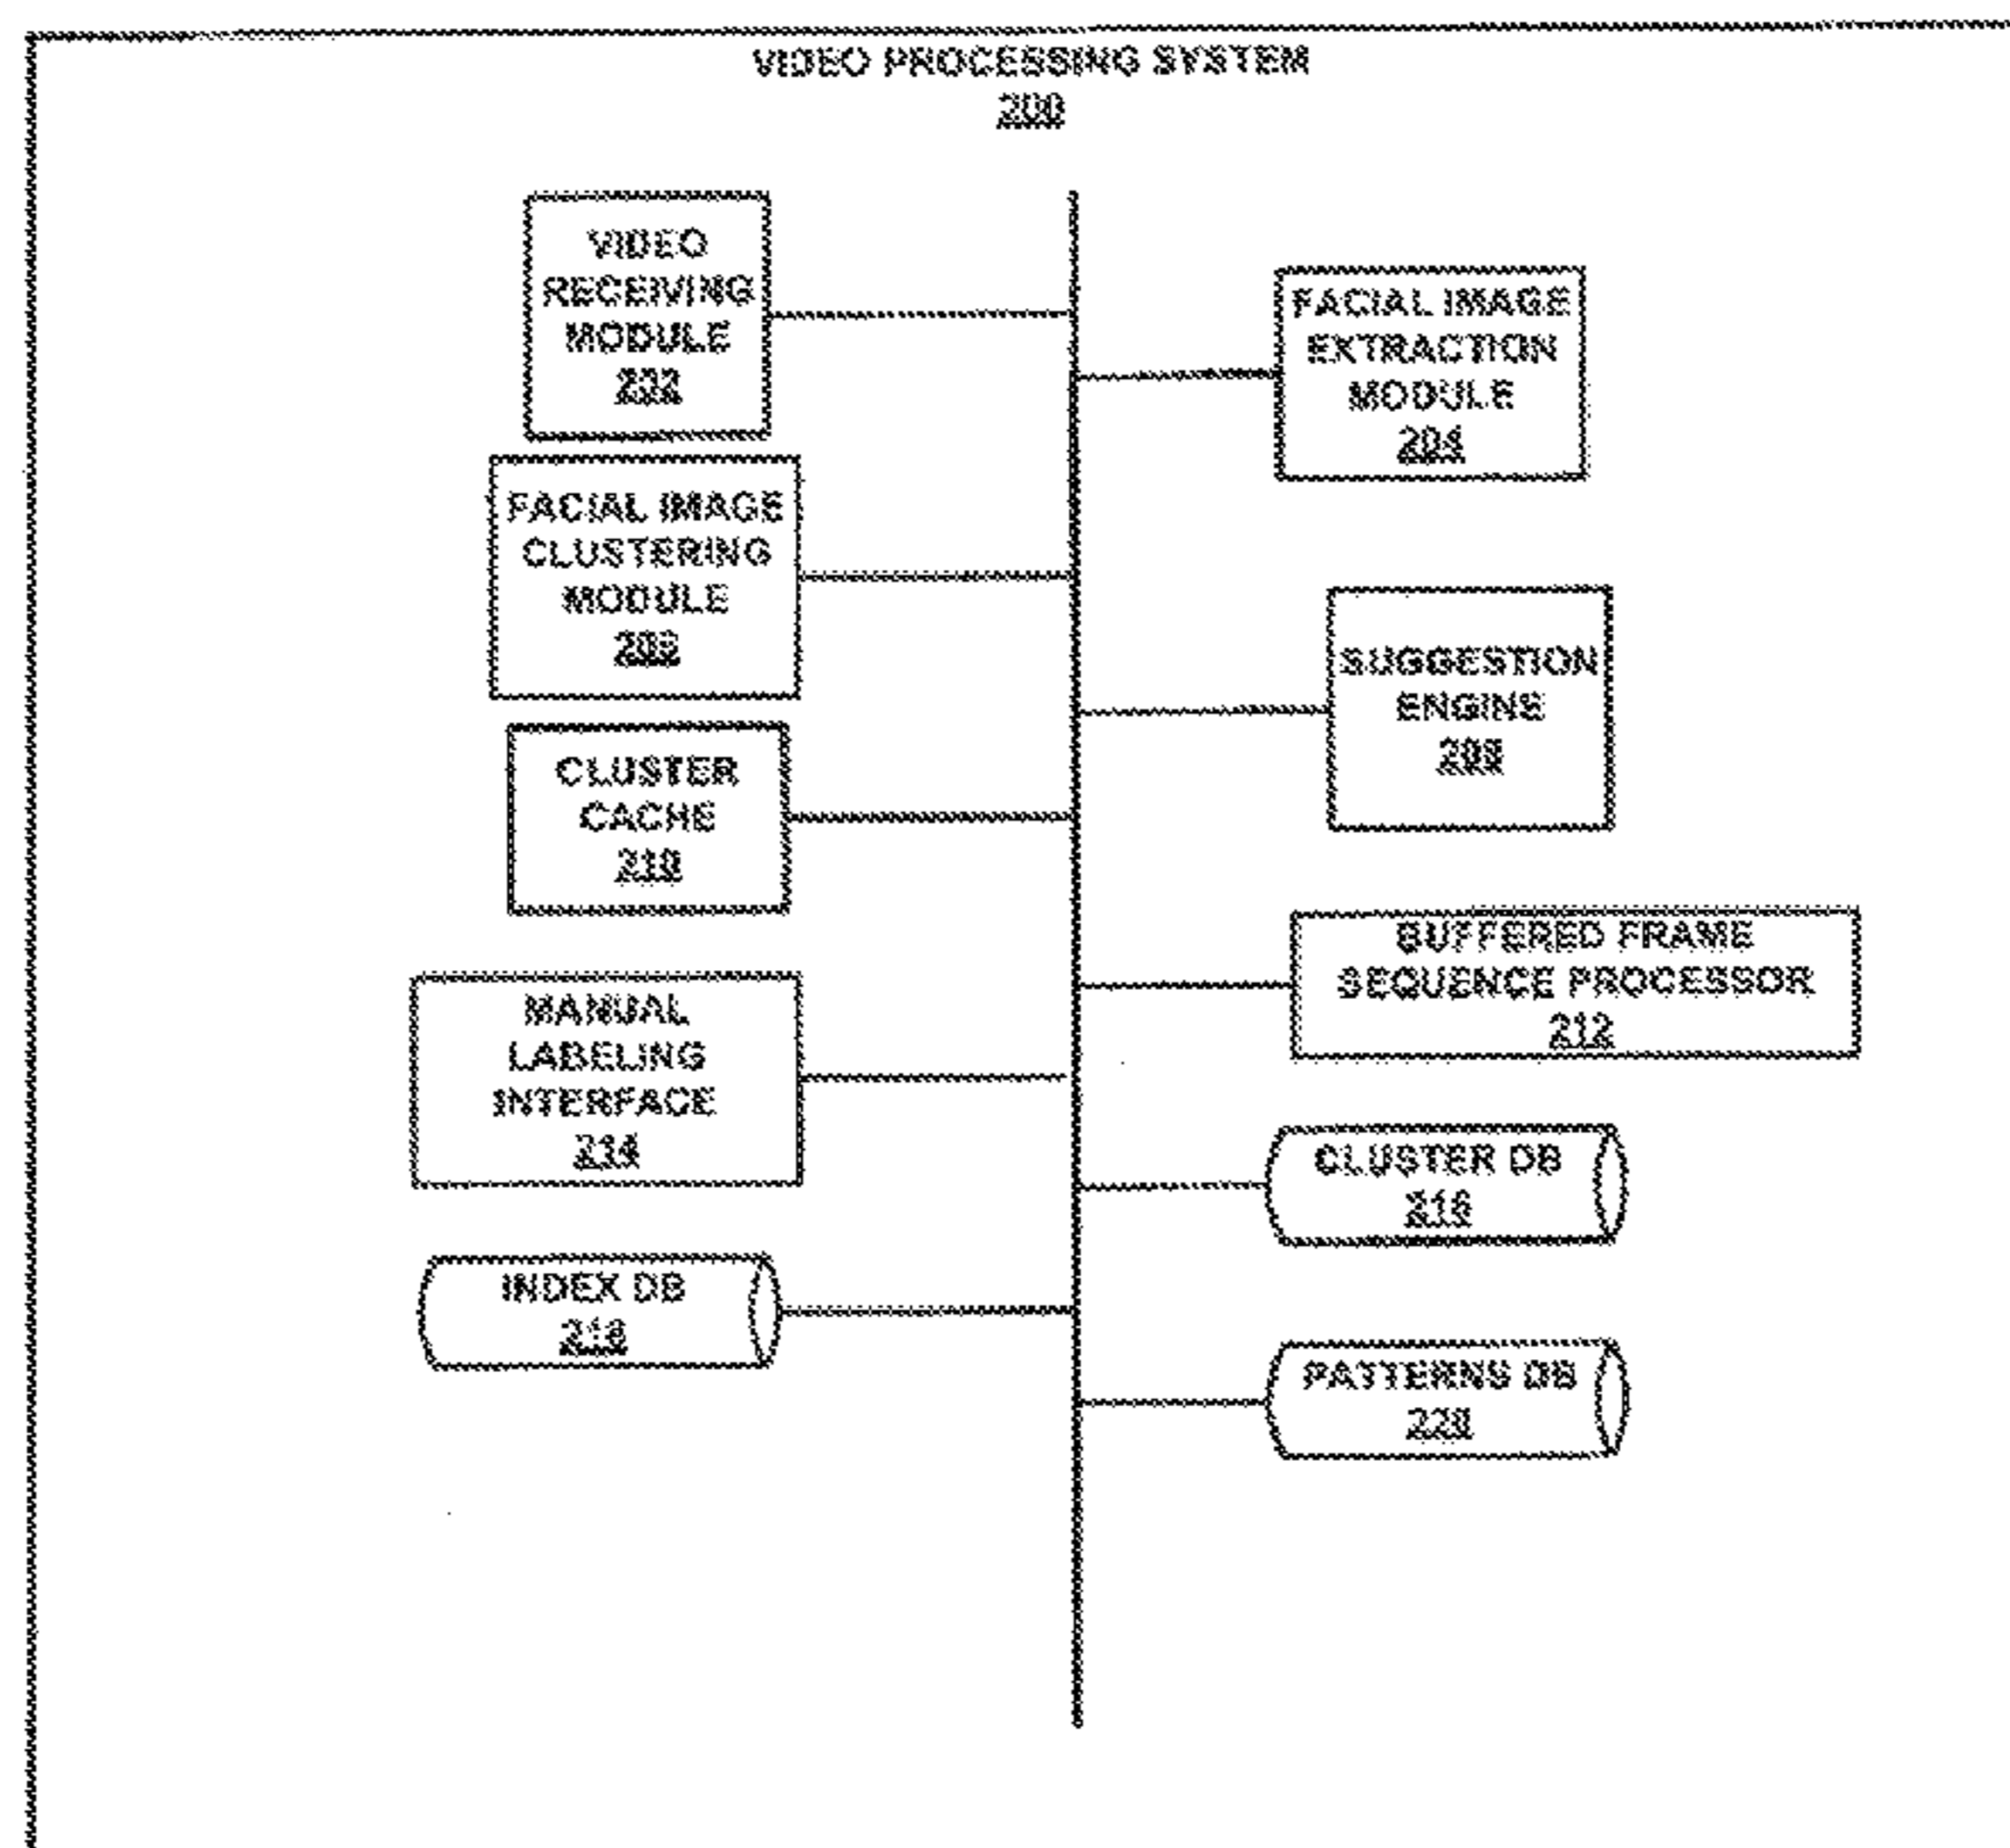 VIDEO PROCESSING SYSTEM
200
VIDEO
RECEIVING
MODULE
202
FACIAL IMAGE
EXTRACTION
MODULE
204
FACIAL IMAGE
CLUSTERING
MODULE
206
SUGGESTION
ENGINE
208
CLUSTER
CACHE
210
BUFFERED FRAME
SEQUENCE PROCESSOR
212
MANUAL
LABELING
INTERFACE
214
CLUSTER DB
216
INDEX DB
218
PATTERNS DB
220